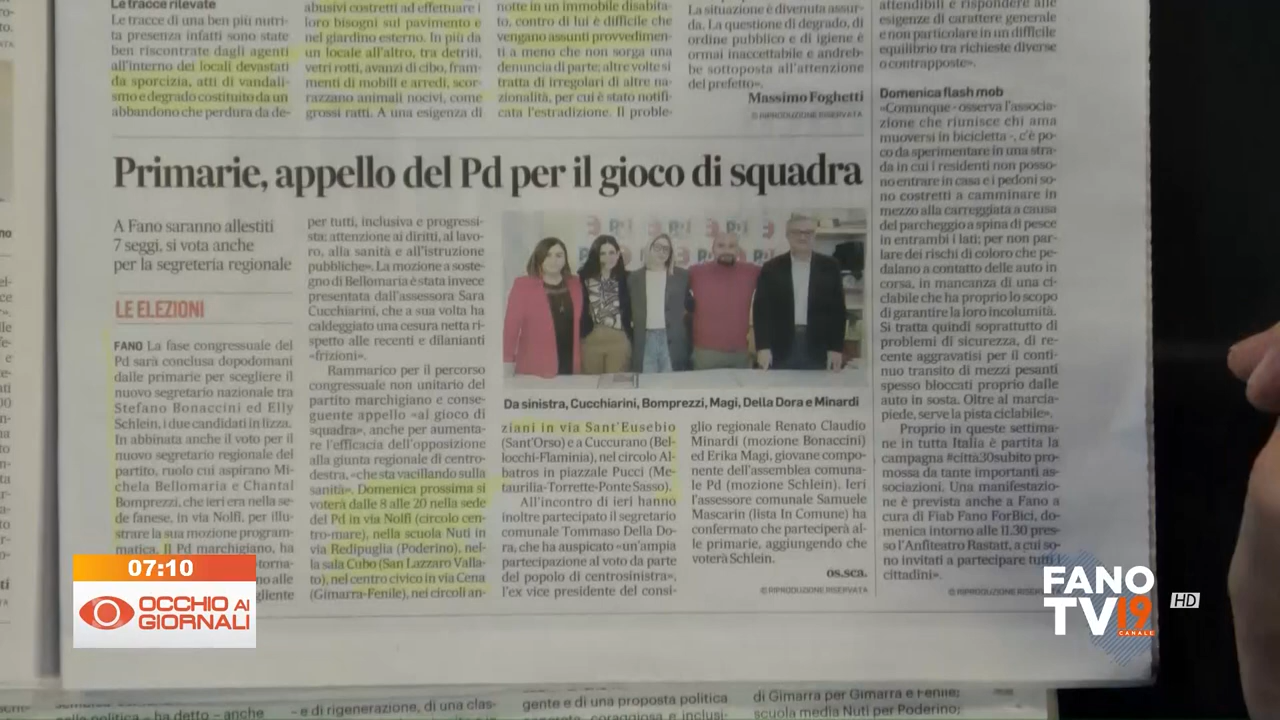 Le tracce rilevate
Le tracce di una ben più nutri-
ta presenza infatti sono state
ben riscontrate dagli agenti
all'interno dei locali devastati
da sporcizia, atti di vandali-
smo e degrado costituito da un
abbandono che perdura da de-
abusivi costretti ad effettuare i
loro bisogni sul pavimento e
nel giardino esterno. In più da
un locale all'altro, tra detriti,
vetri rotti, avanzi di cibo, fram-
menti di mobili e arredi, scor-
razzano animali nocivi, come
grossi ratti. A una esigenza di
notte in un immobile disabita-
to, contro di lui è difficile che
vengano assunti provvedimen-
ti a meno che non sorga una
denuncia di parte; altre volte si
tratta di irregolari di altre na-
zionalità, per cui è stato notifi-
cata l'estradizione. Il proble-
La situazione è divenuta assur-
da. La questione di degrado, di
ordine pubblico e di igiene è
ormai inaccettabile e andreb-
be sottoposta all'attenzione
del prefetto».
Massimo Foghetti
© RIPRODUZIONE RISERVATA
attendibili e rispondere alle
esigenze di carattere generale
e non particolare in un difficile
equilibrio tra richieste diverse
o contrapposte».
Domenica flash mob
«Comunque - osserva l'associa-
zione che riunisce chi ama
muoversi in bicicletta -, c'è po-
co da sperimentare in una stra-
da in cui i residenti non posso-
no entrare in casa e i pedoni so-
no costretti a camminare in
mezzo alla carreggiata a causa
del parcheggio a spina di pesce
in entrambi i lati; per non par-
lare dei rischi di coloro che pe-
dalano a contatto delle auto in
corsa, in mancanza di una ci-
clabile che ha proprio lo scopo
di garantire la loro incolumità.
Si tratta quindi soprattutto di
problemi di sicurezza, di re-
cente aggravatisi per il conti-
nuo transito di mezzi pesanti
spesso bloccati proprio dalle
auto in sosta. Oltre al marcia-
piede, serve la pista ciclabile».
Proprio in queste settimane
in tutta Italia è partita la
campagna #città30subito pro-
mossa da tante importanti as-
sociazioni. Una manifestazio-
ne è prevista anche a Fano a
cura di Fiab Fano ForBici, do-
menica intorno alle 11.30 pres-
so l'Anfiteatro Rastatt, a cui so-
no invitati a partecipare tutti i
cittadini».
© RIPRODUZIONE
Primarie, appello del Pd per il gioco di squadra
A Fano saranno allestiti
7 seggi, si vota anche
per la segreteria regionale
LE ELEZIONI
FANO La fase congressuale del
Pd sarà conclusa dopodomani
dalle primarie per scegliere il
nuovo segretario nazionale tra
Stefano Bonaccini ed Elly
Schlein, i due candidati in lizza.
In abbinata anche il voto per il
nuovo segretario regionale del
partito, ruolo cui aspirano Mi-
chela Bellomaria e Chantal
Bomprezzi, che ieri era nella se-
de fanese, in via Nolfi, per illu-
strare la sua mozione program-
matica. Il Pd marchigiano, ha
per tutti, inclusiva e progressi-
sta: attenzione ai diritti, al lavo-
ro, alla sanità e all'istruzione
pubbliche». La mozione a soste-
gno di Bellomaria è stata invece
presentata dall'assessora Sara
Cucchiarini, che a sua volta ha
caldeggiato una cesura netta ri-
spetto alle recenti e dilanianti
«frizioni».
Rammarico per il percorso
congressuale non unitario del
partito marchigiano e conse-
guente appello «al gioco di
squadra», anche per aumenta-
re l'efficacia dell'opposizione
alla giunta regionale di centro-
destra, «che sta vacillando sulla
sanità». Domenica prossima si
voterà dalle 8 alle 20 nella sede
del Pd in via Nolfi (circolo cen-
tro-mare), nella scuola Nuti in
via Redipuglia (Poderino), nel-
la sala Cubo (San Lazzaro Valla-
to), nel centro civico in via Cena
(Gimarra-Fenile), nei circoli an-
Da sinistra, Cucchiarini, Bomprezzi, Magi, Della Dora e Minardi
ziani in via Sant'Eusebio
(Sant'Orso) e a Cuccurano (Bel-
locchi-Flaminia), nel circolo Al-
batros in piazzale Pucci (Me-
taurilia-Torrette-Ponte Sasso).
All'incontro di ieri hanno
inoltre partecipato il segretario
comunale Tommaso Della Do-
ra, che ha auspicato «un'ampia
partecipazione al voto da parte
del popolo di centrosinistra»,
l'ex vice presidente del consi-
glio regionale Renato Claudio
Minardi (mozione Bonaccini)
ed Erika Magi, giovane compo-
nente dell'assemblea comuna-
le Pd (mozione Schlein). Ieri
l'assessore comunale Samuele
Mascarin (lista In Comune) ha
confermato che parteciperà al-
le primarie, aggiungendo che
voterà Schlein.
os.sca.
© RIPRODUZIONE RISERVATA
07:10
OCCHIO AI
GIORNALI
FANO
TV 19
CANALE
HD
- e di rigenerazione, di una clas-
gente e di una proposta politica
di Gimarra per Gimarra e Fenile;
scuola media Nuti per Poderino;